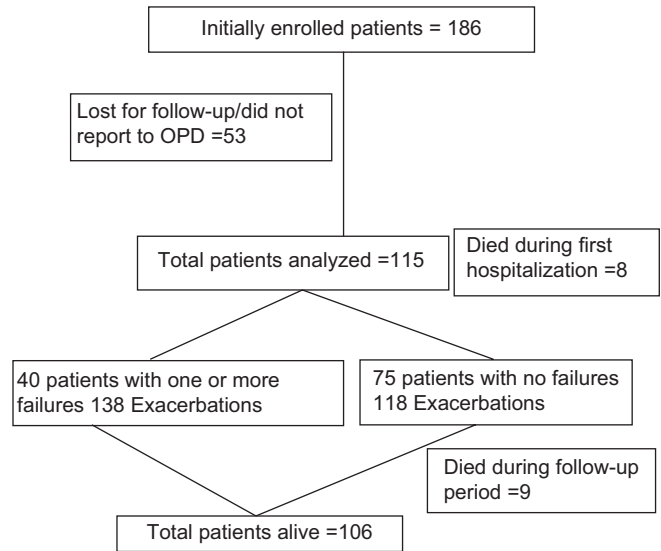 Initially enrolled patients = 186
Lost for follow-up/did not
report to OPD =53
Total patients analyzed =115
Died during first
hospitalization =8
40 patients with one or more
failures 138 Exacerbations
75 patients with no failures
118 Exacerbations
Died during follow-up
period =9
Total patients alive =106